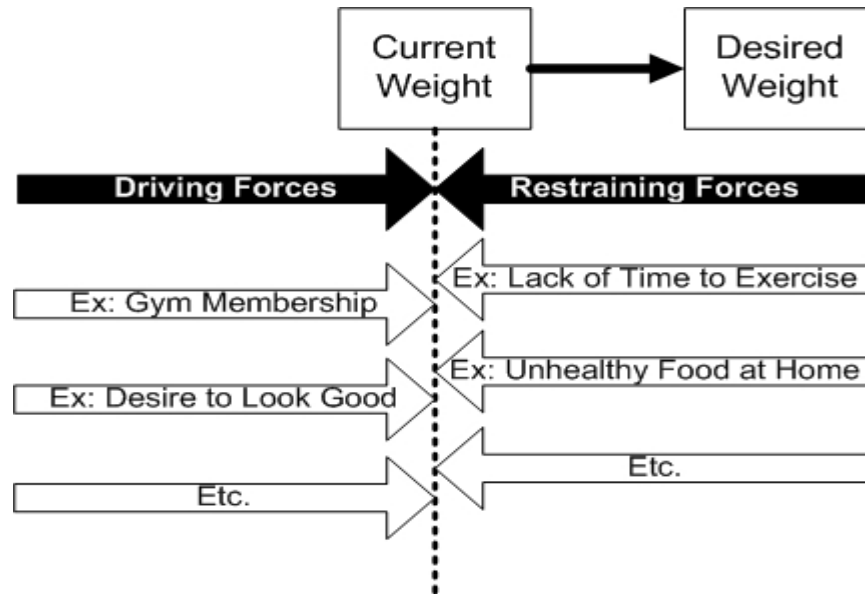 Current
Weight
Desired
Weight
Driving Forces
Restraining Forces
Ex: Lack of Time to Exercise
Ex: Gym Membership
Ex: Unhealthy Food at Home
Ex: Desire to Look Good
Etc.
Etc.